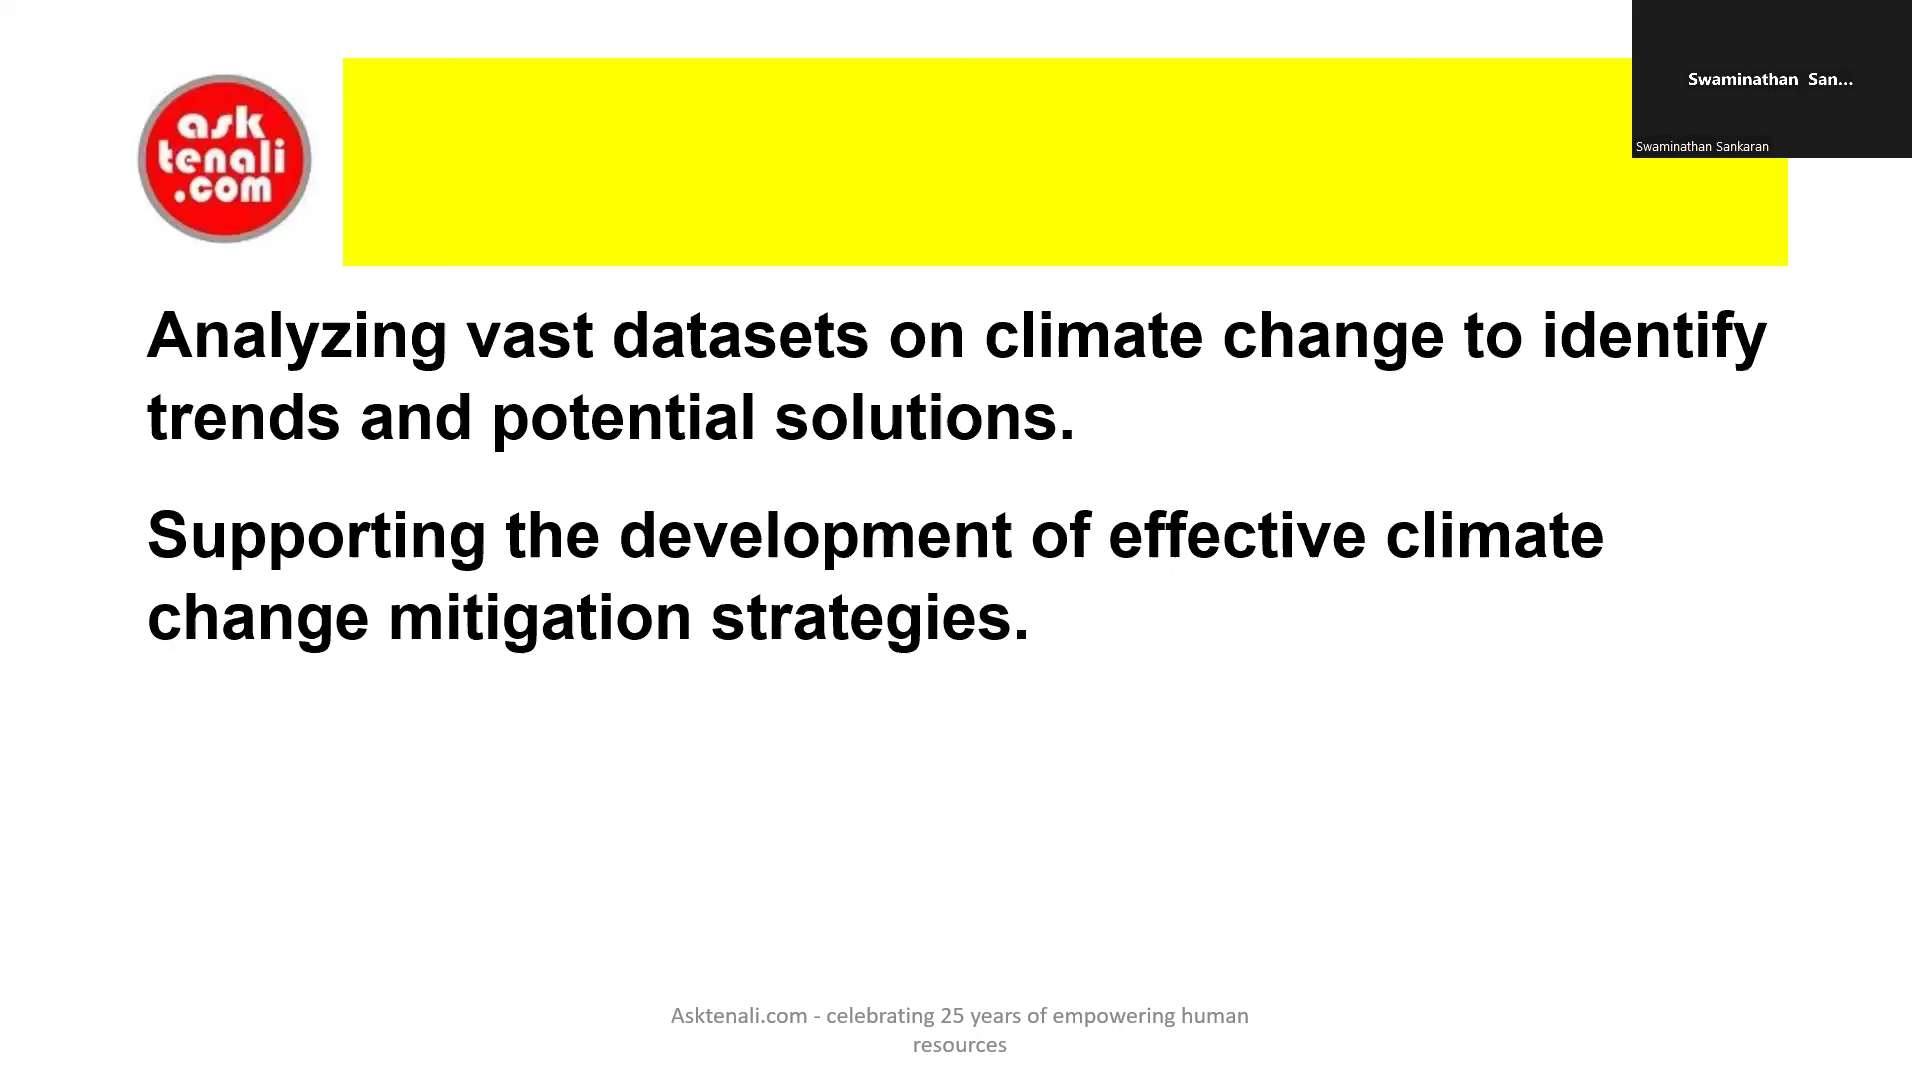 ask
tenali
.com
Swaminathan San...
Swaminathan Sankaran
Analyzing vast datasets on climate change to identify
trends and potential solutions.
Supporting the development of effective climate
change mitigation strategies.
Asktenali.com - celebrating 25 years of empowering human
resources